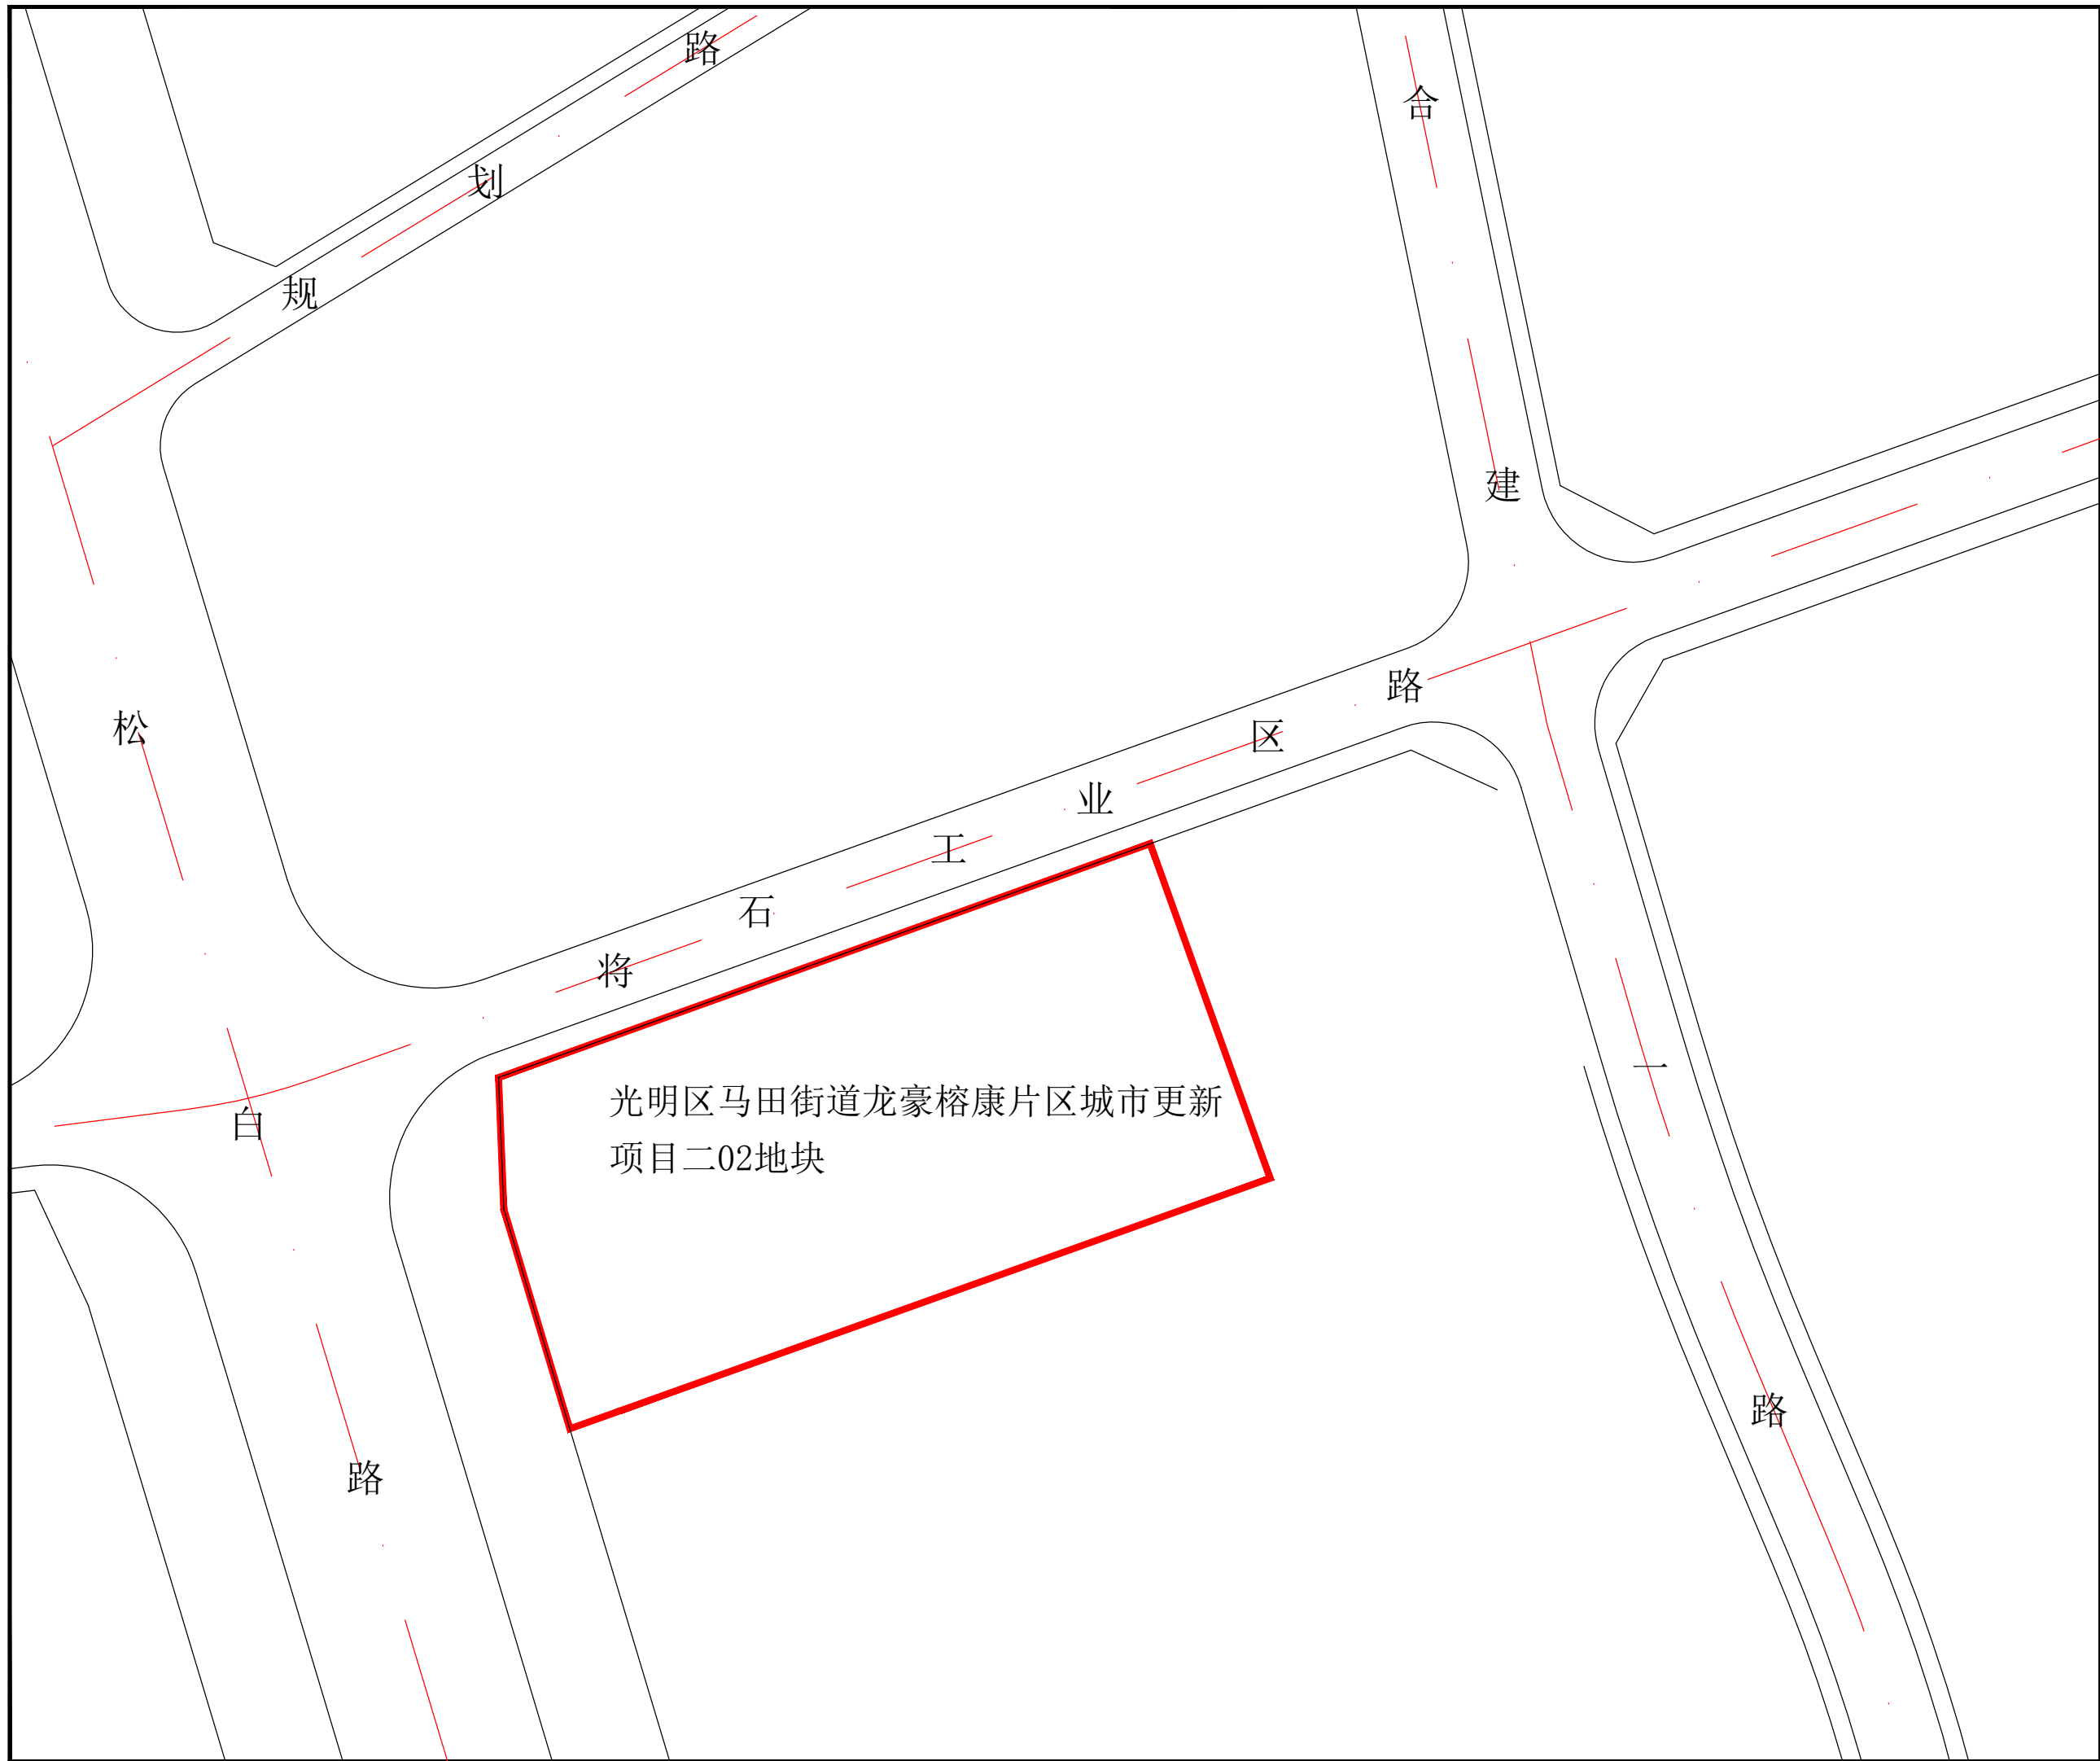 规划路
合建一路
松白路
将石工业区路
光明区马田街道龙豪榕康片区城市更新
项目二02地块